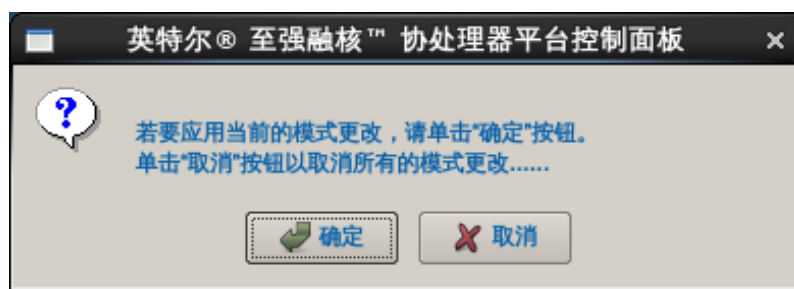 英特尔® 至强融核™ 协处理器平台控制面板
若要应用当前的模式更改，请单击“确定”按钮。
单击“取消”按钮以取消所有的模式更改......
确定
取消